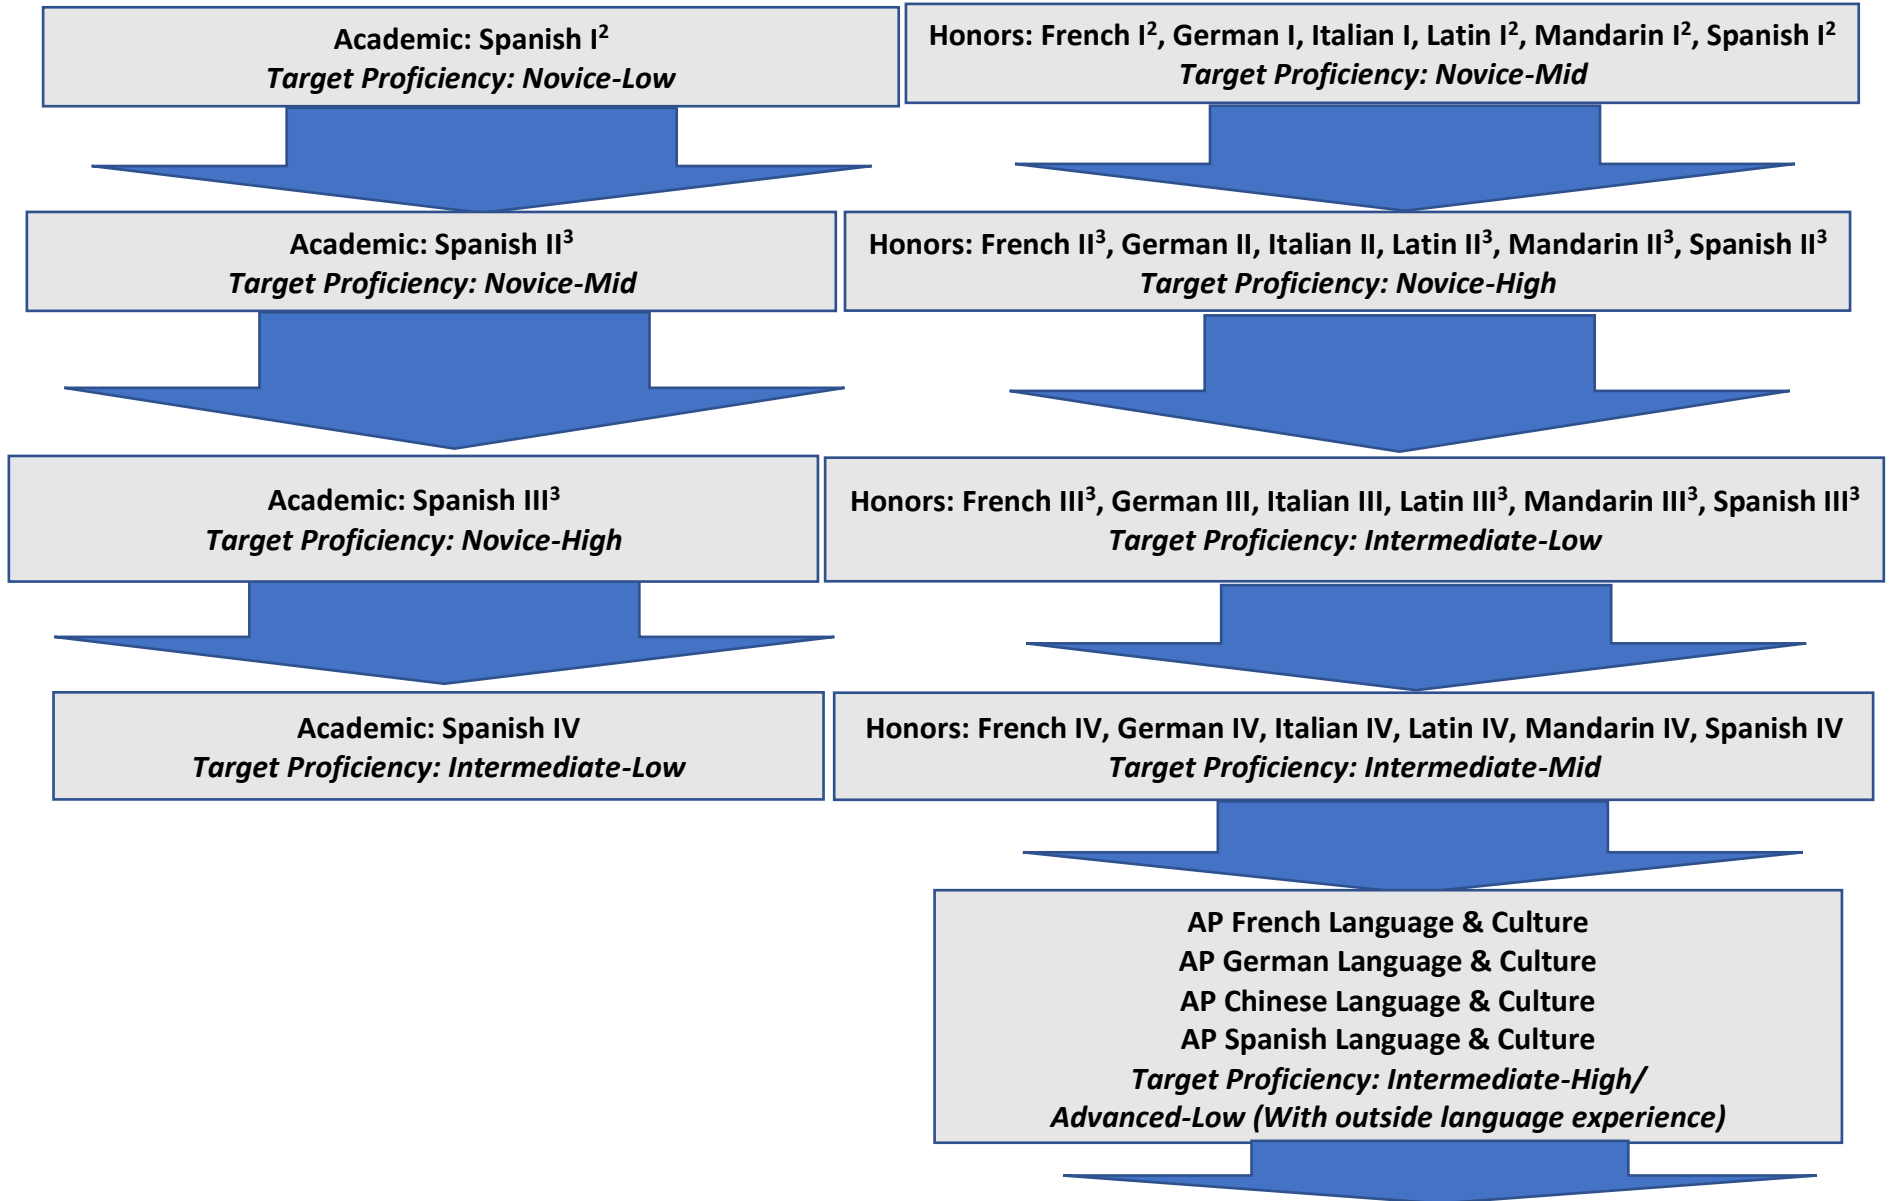 Academic: Spanish I²
Target Proficiency: Novice-Low
Honors: French I², German I, Italian I, Latin I², Mandarin I², Spanish I²
Target Proficiency: Novice-Mid
Academic: Spanish II³
Target Proficiency: Novice-Mid
Honors: French II³, German II, Italian II, Latin II³, Mandarin II³, Spanish II³
Target Proficiency: Novice-High
Academic: Spanish III³
Target Proficiency: Novice-High
Honors: French III³, German III, Italian III, Latin III³, Mandarin III³, Spanish III³
Target Proficiency: Intermediate-Low
Academic: Spanish IV
Target Proficiency: Intermediate-Low
Honors: French IV, German IV, Italian IV, Latin IV, Mandarin IV, Spanish IV
Target Proficiency: Intermediate-Mid
AP French Language & Culture
AP German Language & Culture
AP Chinese Language & Culture
AP Spanish Language & Culture
Target Proficiency: Intermediate-High/
Advanced-Low (With outside language experience)